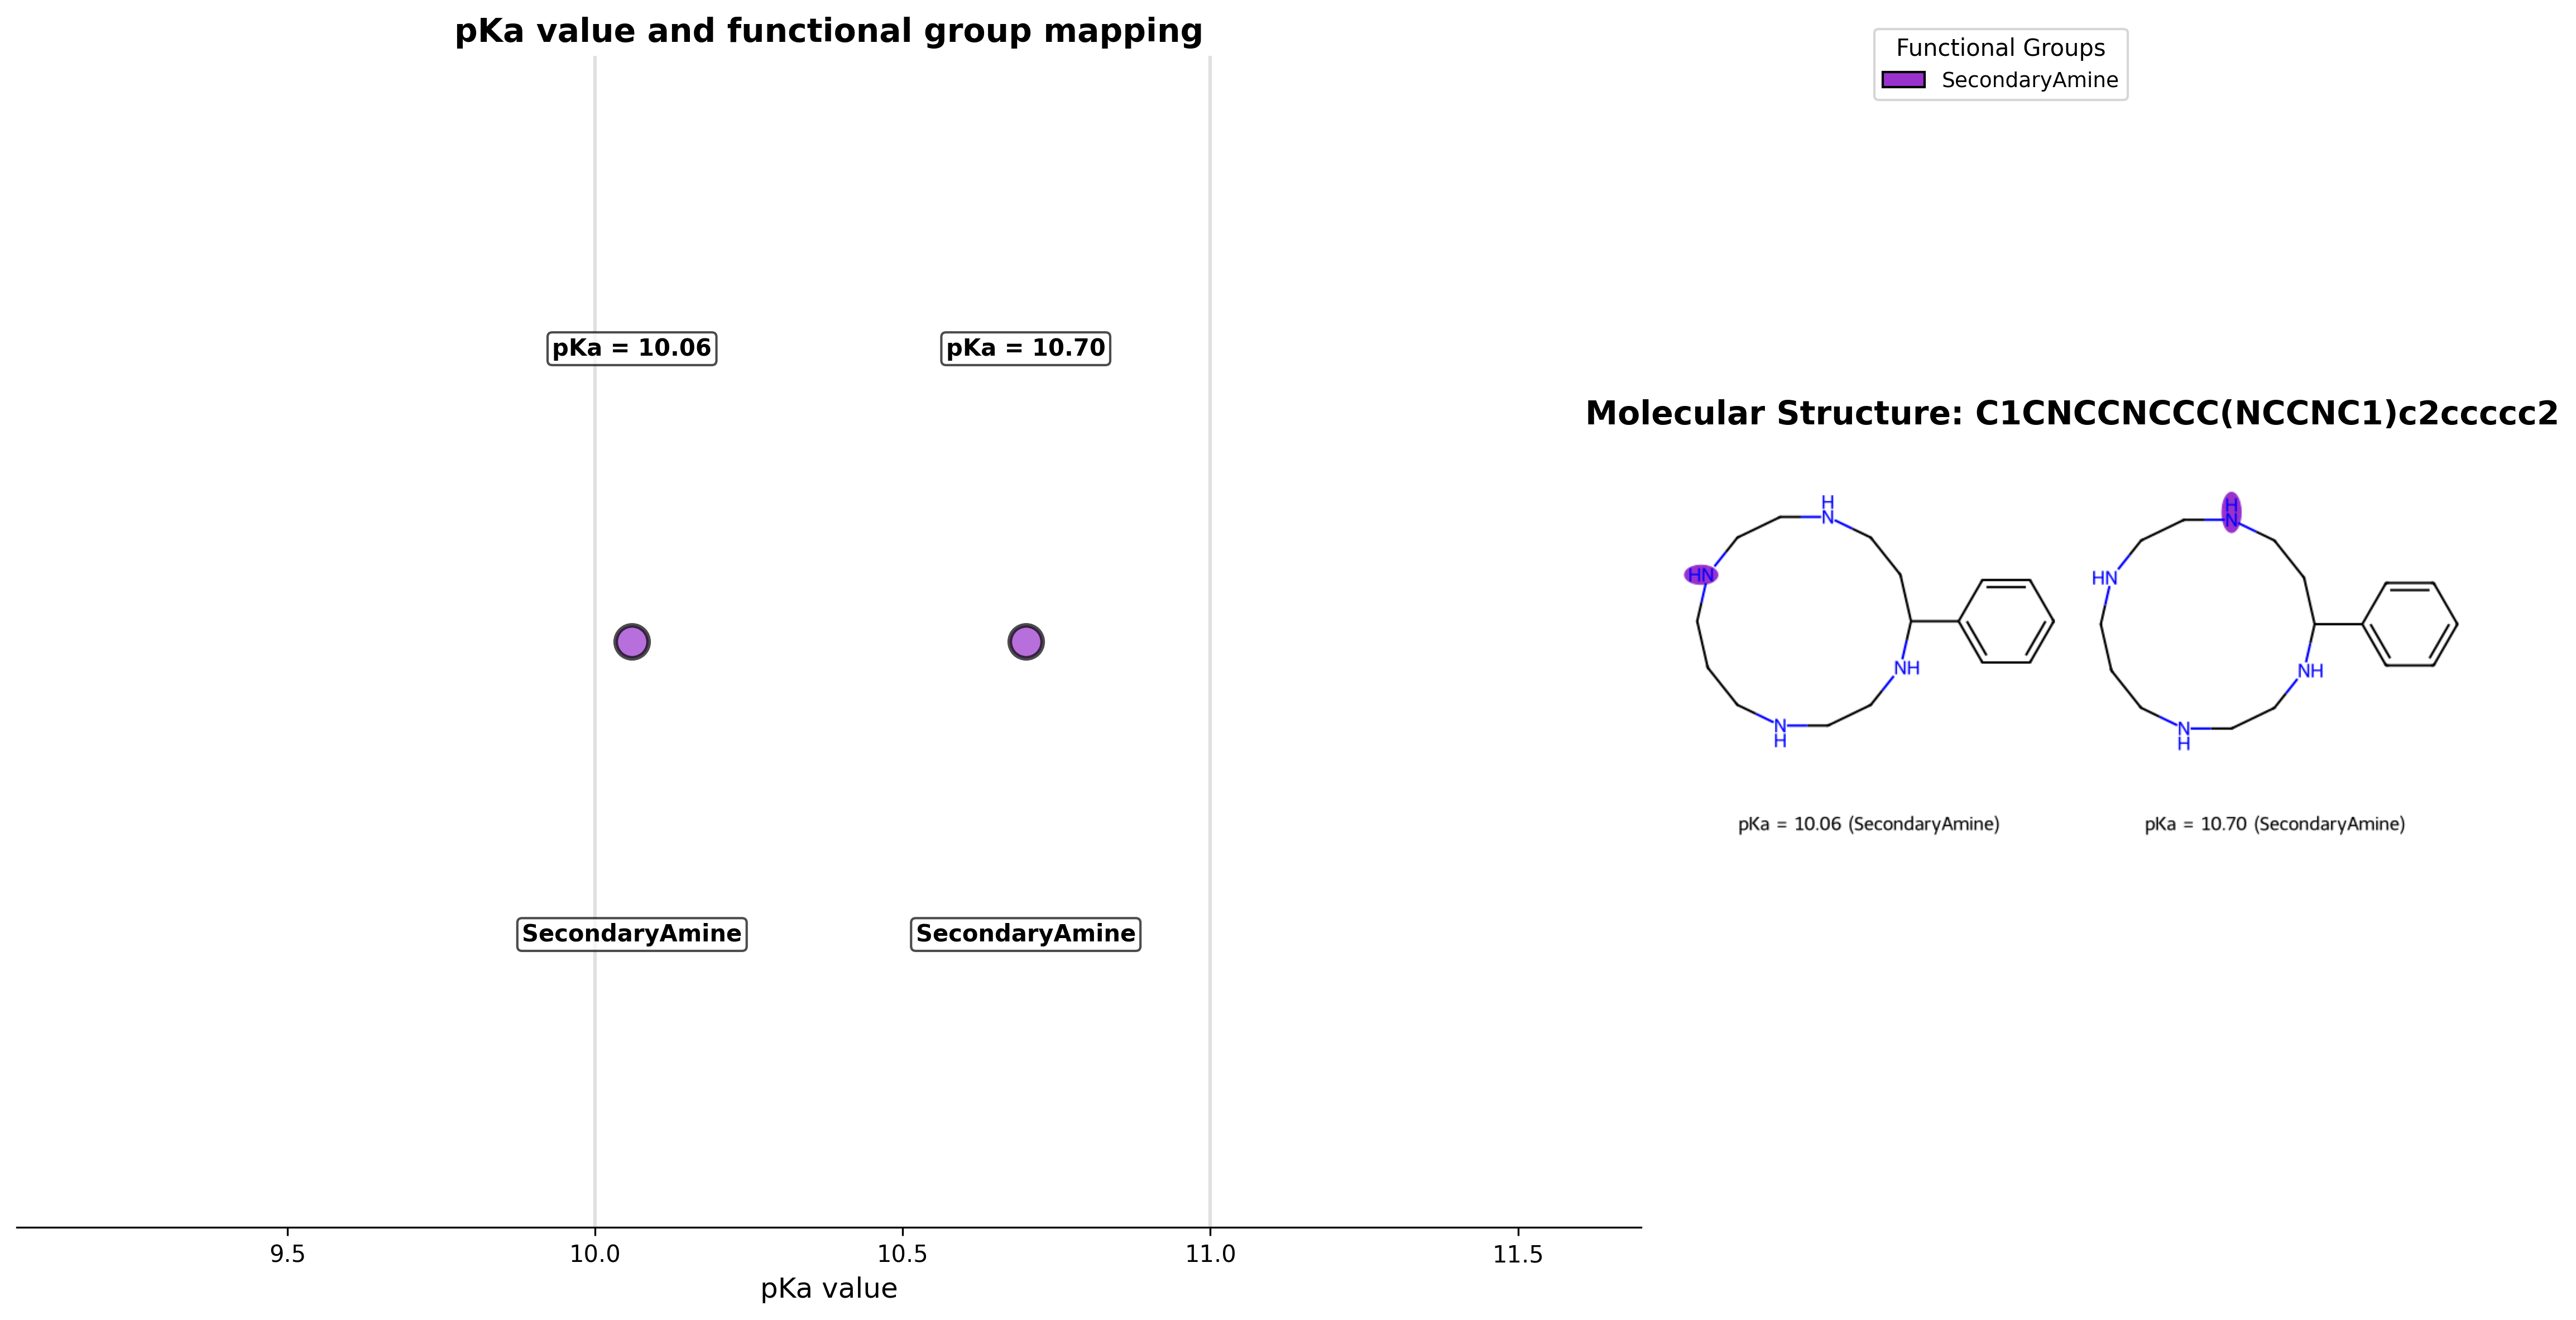 pKa value and functional group mapping
pKa = 10.06
pKa = 10.70
SecondaryAmine
SecondaryAmine
9.5
10.0
10.5
11.0
11.5
pKa value
Functional Groups
SecondaryAmine
Molecular Structure: C1CNCCNCCC(NCCNC1)c2ccccc2
H
N
HN
NH
N
H
pKa = 10.06 (SecondaryAmine)
H
N
HN
NH
N
H
pKa = 10.70 (SecondaryAmine)